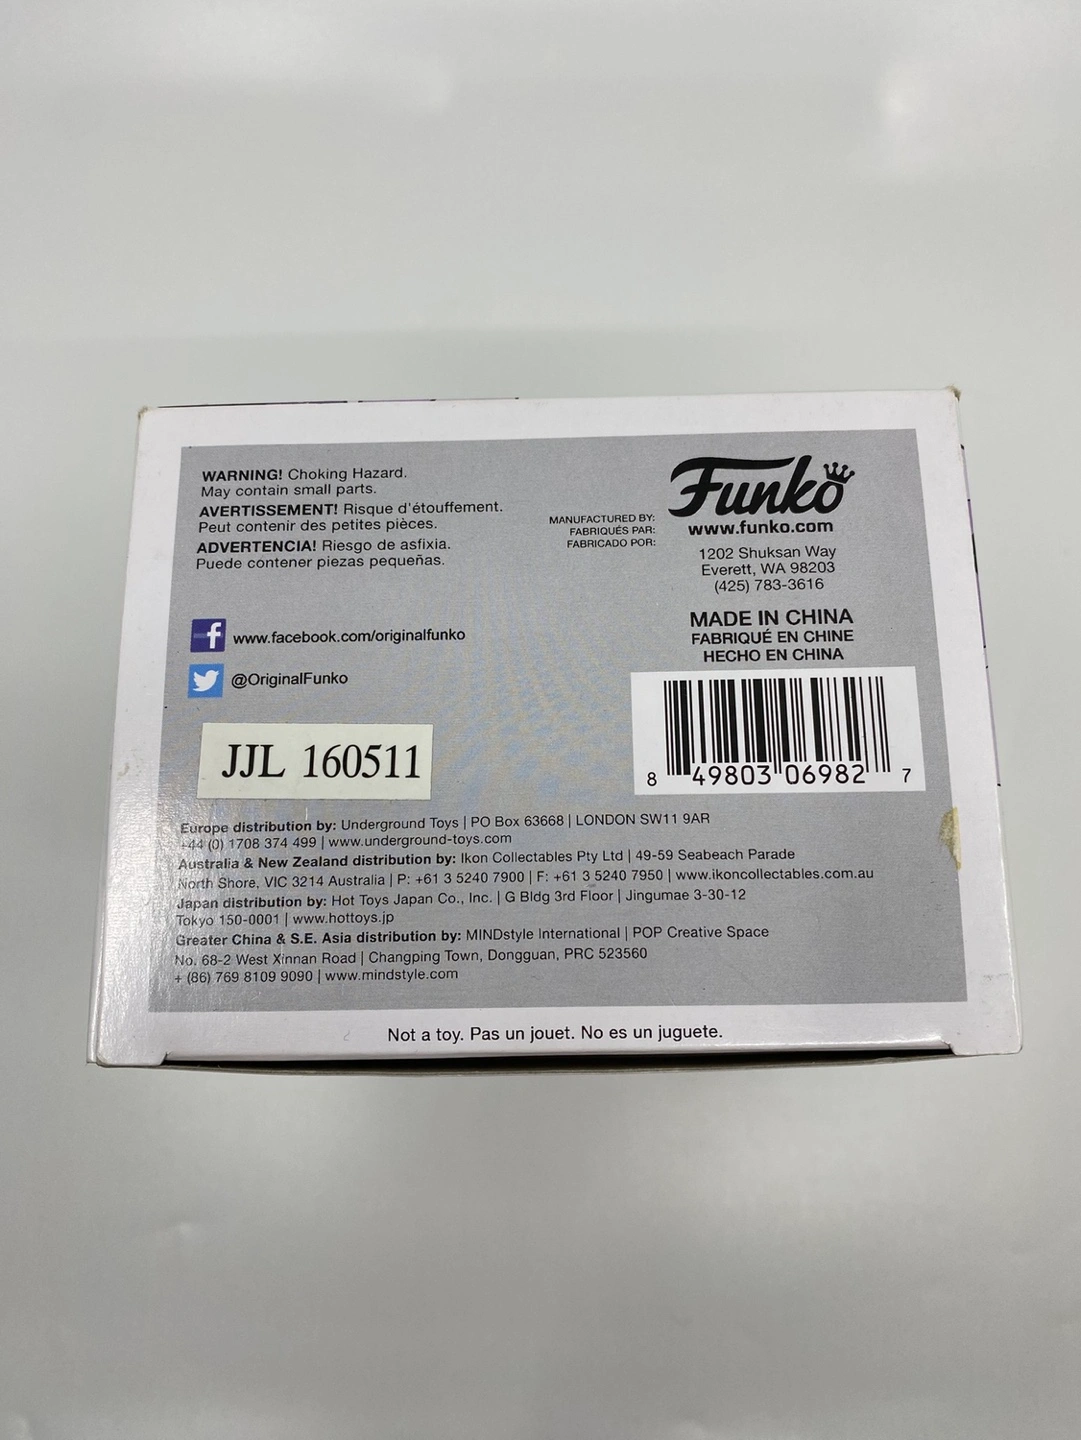 WARNING! Choking Hazard.
May contain small parts.
AVERTISSEMENT! Risque d'étouffement.
Peut contenir des petites pièces.
ADVERTENCIA! Riesgo de asfixia.
Puede contener piezas pequeñas.
MANUFACTURED BY:
FABRIQUÉS PAR:
FABRICADO POR:
Funko
www.funko.com
1202 Shuksan Way
Everett, WA 98203
(425) 783-3616
MADE IN CHINA
FABRIQUÉ EN CHINE
HECHO EN CHINA
f www.facebook.com/originalfunko
@OriginalFunko
JJL 160511
8 49803 06982 7
Europe distribution by: Underground Toys | PO Box 63668 | LONDON SW11 9AR
+44 (0) 1708 374 499 | www.underground-toys.com
Australia & New Zealand distribution by: Ikon Collectables Pty Ltd | 49-59 Seabeach Parade
North Shore, VIC 3214 Australia | P: +61 3 5240 7900 | F: +61 3 5240 7950 | www.ikoncollectables.com.au
Japan distribution by: Hot Toys Japan Co., Inc. | G Bldg 3rd Floor | Jingumae 3-30-12
Tokyo 150-0001 | www.hottoys.jp
Greater China & S.E. Asia distribution by: MINDstyle International | POP Creative Space
No. 68-2 West Xinnan Road | Changping Town, Dongguan, PRC 523560
+ (86) 769 8109 9090 | www.mindstyle.com
Not a toy. Pas un jouet. No es un juguete.